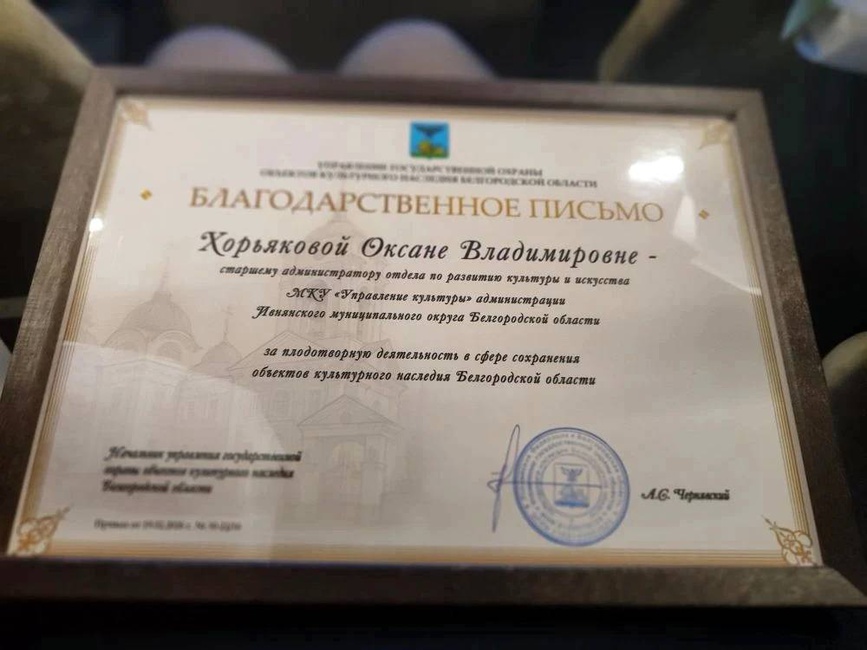 УПРАВЛЕНИЕ ГОСУДАРСТВЕННОЙ ОХРАНЫ
ОБЪЕКТОВ КУЛЬТУРНОГО НАСЛЕДИЯ БЕЛГОРОДСКОЙ ОБЛАСТИ
БЛАГОДАРСТВЕННОЕ ПИСЬМО
Хорьяковой Оксане Владимировне -
старшему администратору отдела по развитию культуры и искусства
МКУ «Управление культуры» администрации
Ивнянского муниципального округа Белгородской области
за плодотворную деятельность в сфере сохранения
объектов культурного наследия Белгородской области
Начальник управления государственной
охраны объектов культурного наследия
Белгородской области
А.С. Чернявский
Приказ от